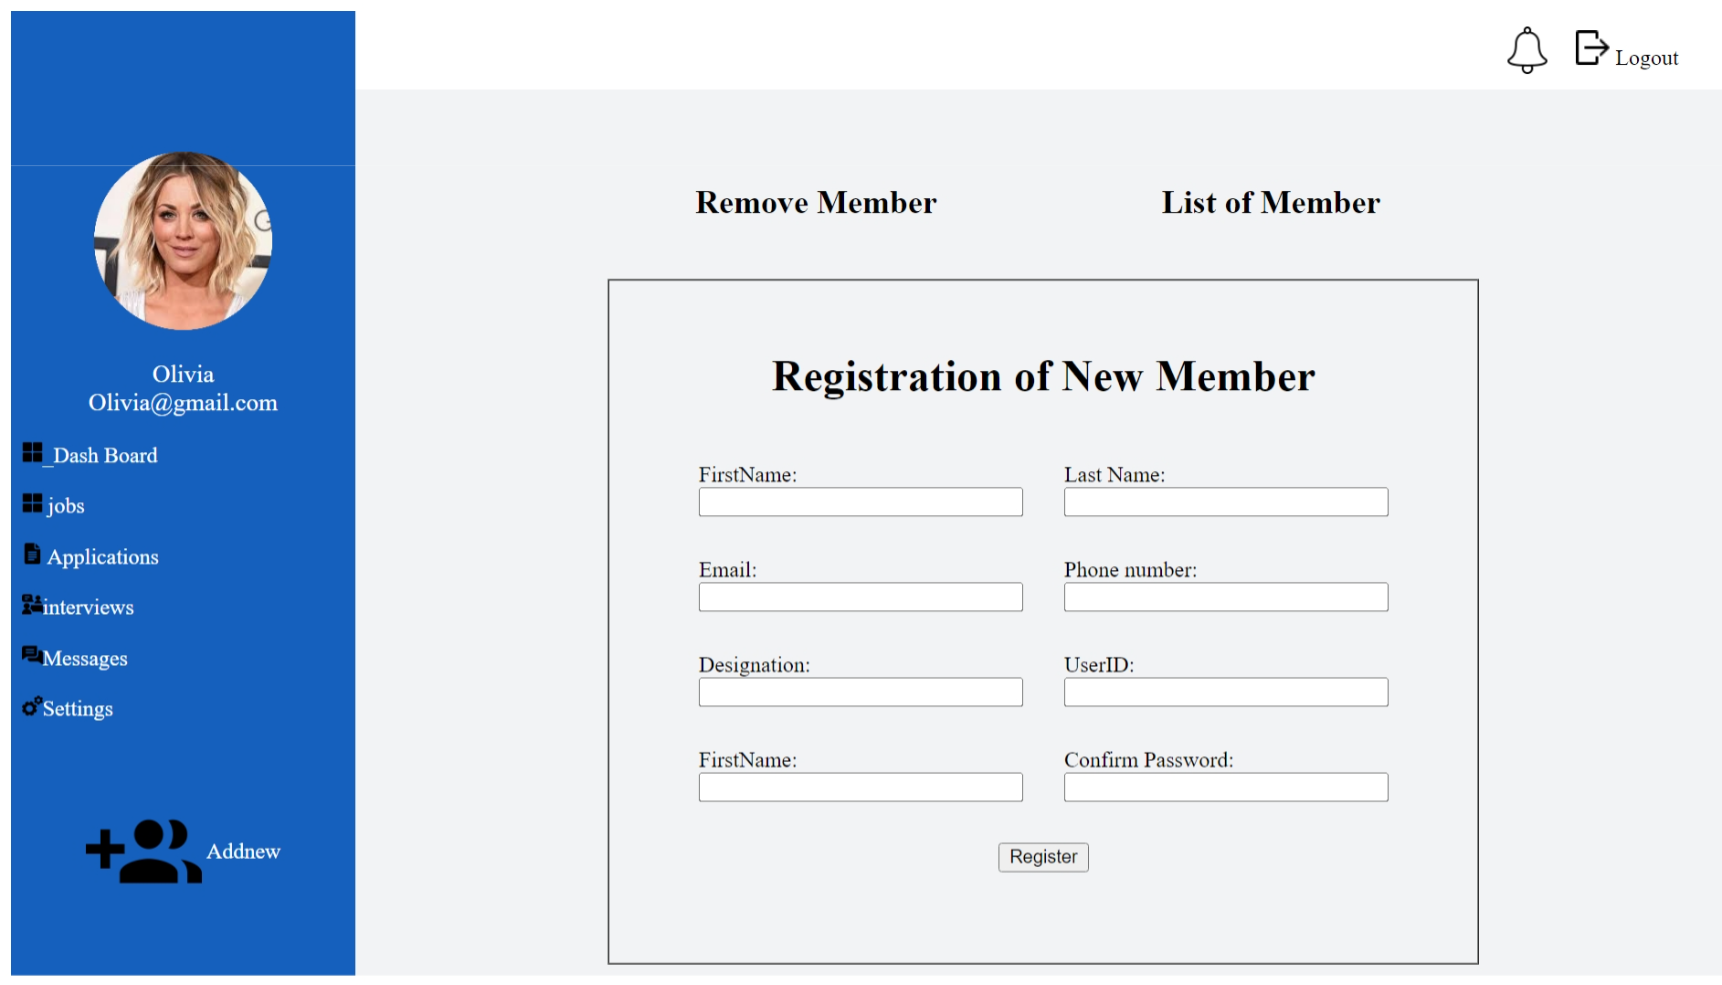 Logout
Olivia
Olivia@gmail.com
_Dash Board
jobs
Applications
interviews
Messages
Settings
Addnew
Remove Member
List of Member
Registration of New Member
FirstName:
Last Name:
Email:
Phone number:
Designation:
UserID:
FirstName:
Confirm Password:
Register